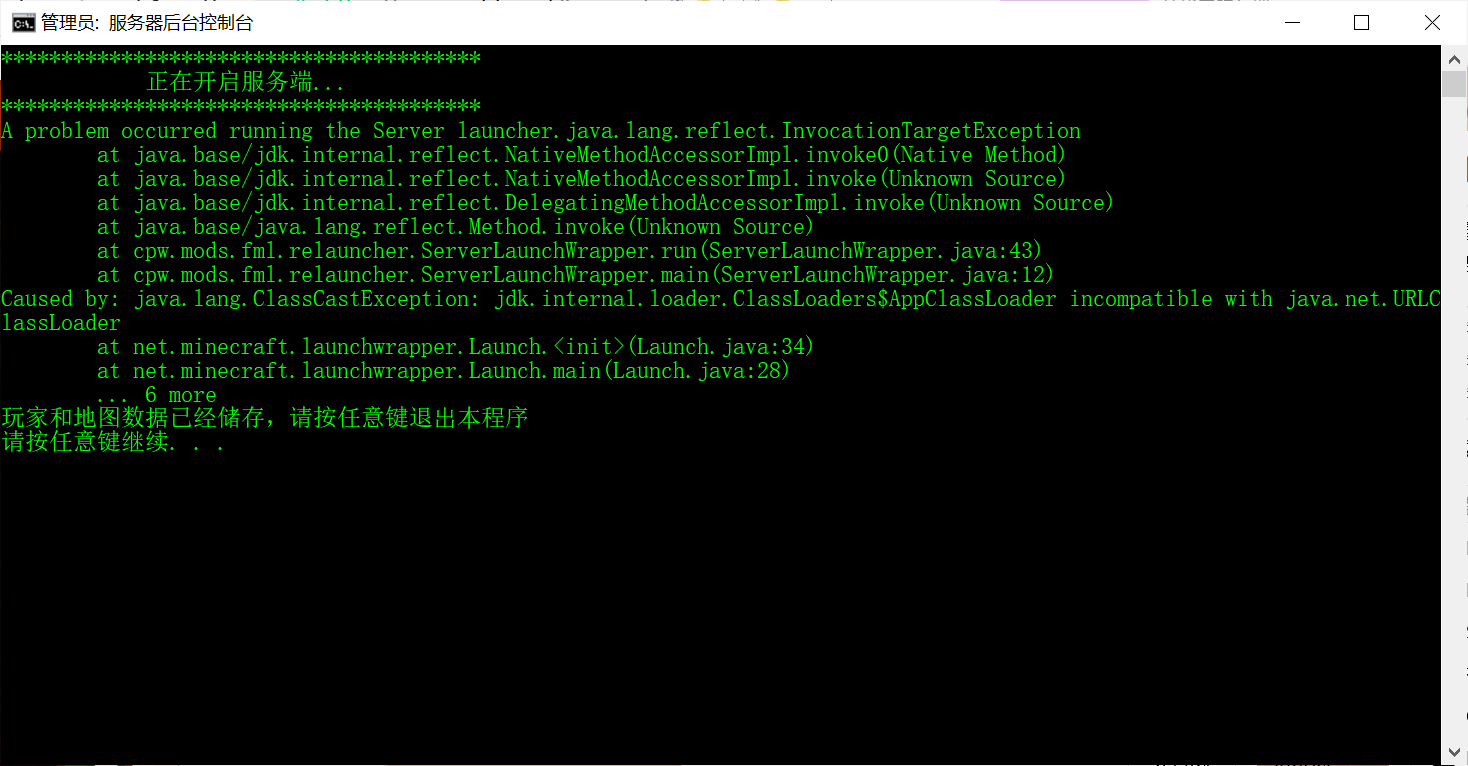 管理员: 服务器后台控制台
****************************************
正在开启服务端...
****************************************
A problem occurred running the Server launcher.java.lang.reflect.InvocationTargetException
at java.base/jdk.internal.reflect.NativeMethodAccessorImpl.invoke0(Native Method)
at java.base/jdk.internal.reflect.NativeMethodAccessorImpl.invoke(Unknown Source)
at java.base/jdk.internal.reflect.DelegatingMethodAccessorImpl.invoke(Unknown Source)
at java.base/java.lang.reflect.Method.invoke(Unknown Source)
at cpw.mods.fml.relauncher.ServerLaunchWrapper.run(ServerLaunchWrapper.java:43)
at cpw.mods.fml.relauncher.ServerLaunchWrapper.main(ServerLaunchWrapper.java:12)
Caused by: java.lang.ClassCastException: jdk.internal.loader.ClassLoaders$AppClassLoader incompatible with java.net.URLC
lassLoader
at net.minecraft.launchwrapper.Launch.<init>(Launch.java:34)
at net.minecraft.launchwrapper.Launch.main(Launch.java:28)
... 6 more
玩家和地图数据已经储存，请按任意键退出本程序
请按任意键继续. . .